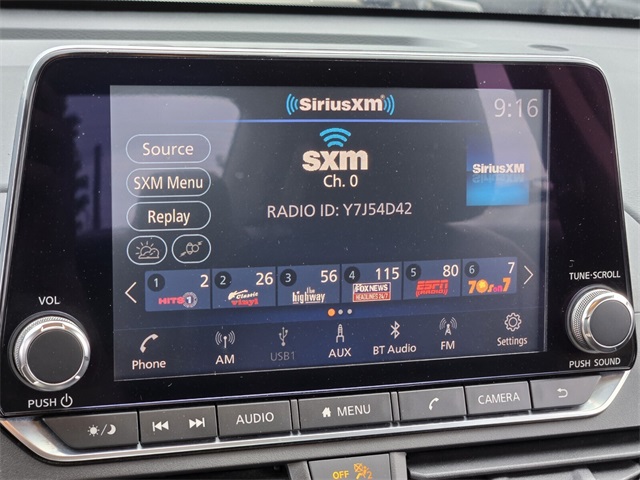 SiriusXM
9:16
Source
SXM Menu
Replay
sxm
Ch. 0
RADIO ID: Y7J54D42
SiriusXM
1 2 HITS 1
2 26 Classic vinyl
3 56 the highway
4 115 FOX NEWS HEADLINES 24/7
5 80 ESPN RADIO
6 7 70s on 7
Phone
AM
USB1
AUX
BT Audio
FM
Settings
VOL
PUSH
TUNE·SCROLL
PUSH SOUND
AUDIO
MENU
CAMERA
OFF
2